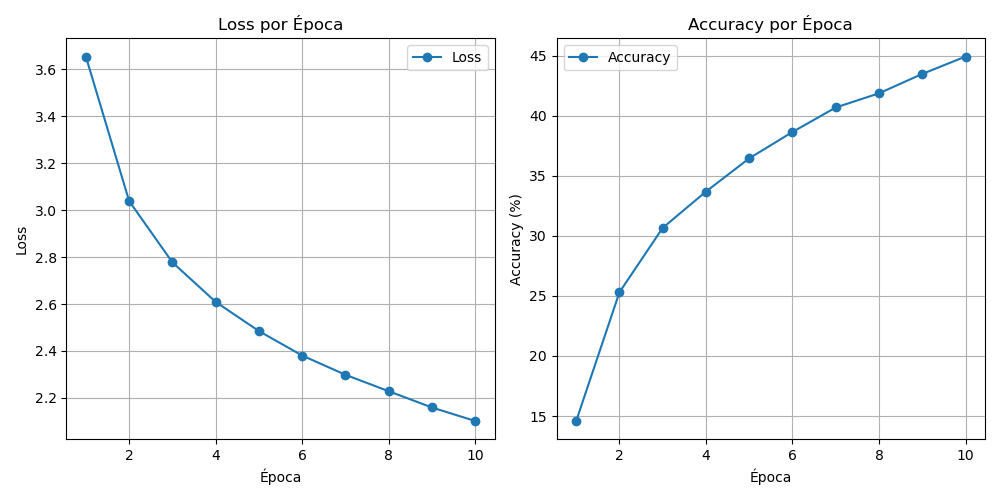 Loss por Época
Loss
3.6
3.4
3.2
3.0
2.8
2.6
2.4
2.2
Loss
2 4 6 8 10
Época
Accuracy por Época
Accuracy
45
40
35
30
25
20
15
Accuracy (%)
2 4 6 8 10
Época